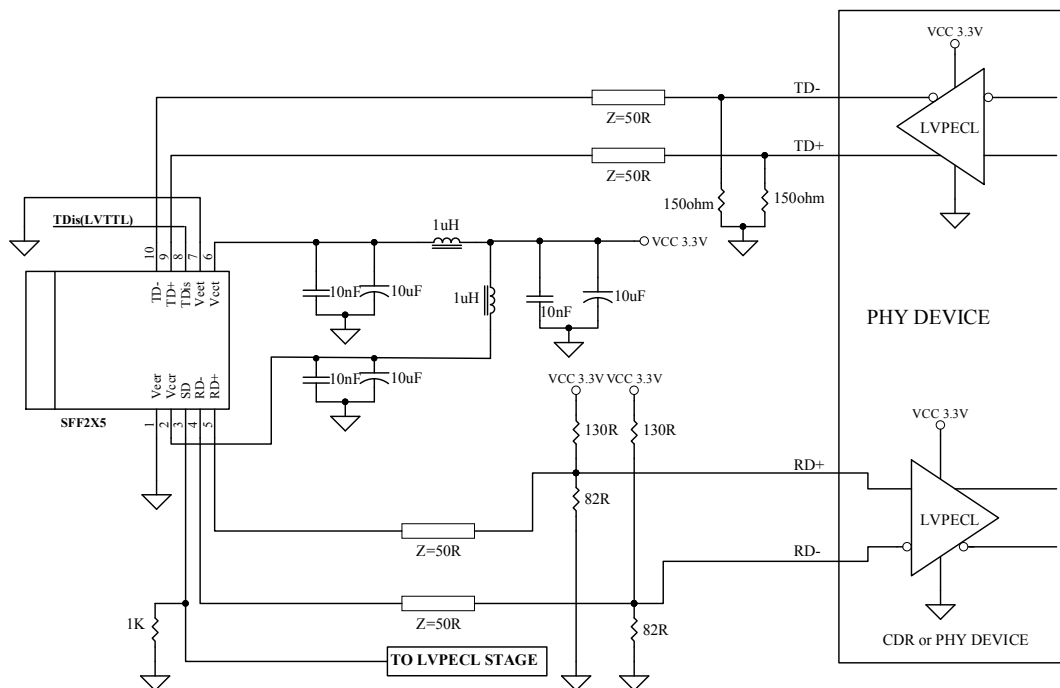 VCC 3.3V
TD-
LVPECL
Z=50R
TD+
Z=50R
150ohm
150ohm
TDis(LVTTL)
1uH
VCC 3.3V
10
9
8
7
6
TD-
TD+
TDis
Veet
Vcct
10nF
10uF
1uH
10nF
10uF
PHY DEVICE
Veer
Vccr
SD
RD-
RD+
10nF
10uF
VCC 3.3V
VCC 3.3V
SFF2X5
1
2
3
4
5
130R
130R
VCC 3.3V
RD+
82R
LVPECL
Z=50R
RD-
Z=50R
1K
82R
CDR or PHY DEVICE
TO LVPECL STAGE